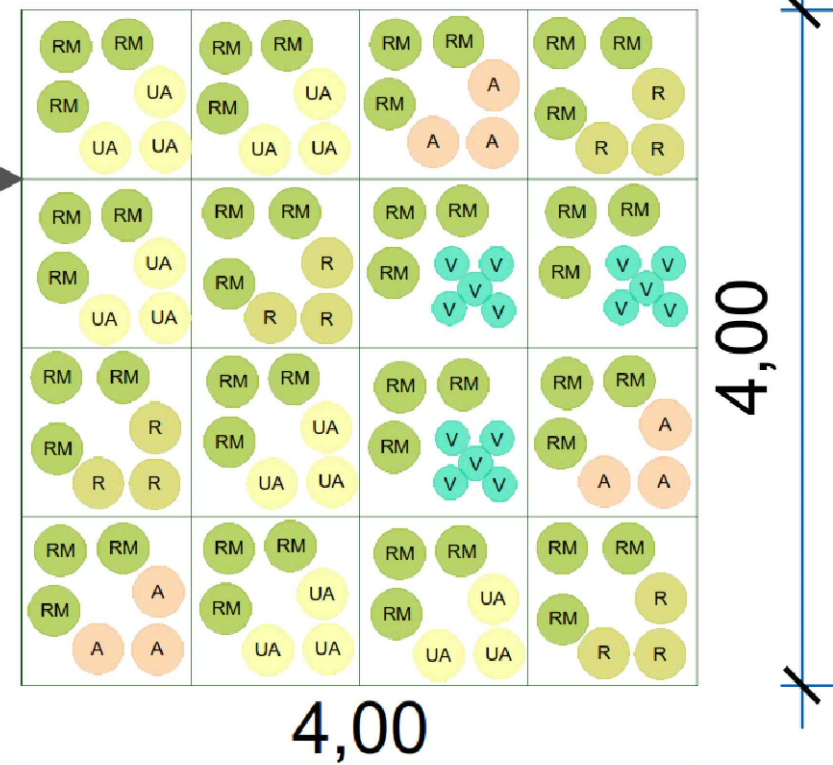 RM RM RM RM RM RM RM RM
RM UA RM UA RM A RM R
UA UA UA UA A A R R
RM RM RM RM RM RM RM RM
RM UA RM R RM V V RM V V
V V
UA UA R R V V V V
RM RM RM RM RM RM RM RM
RM R RM UA RM V V RM A
V
R R UA UA V V A A
RM RM RM RM RM RM RM RM
RM A RM UA RM UA RM R
A A UA UA UA UA R R
4,00
4,00